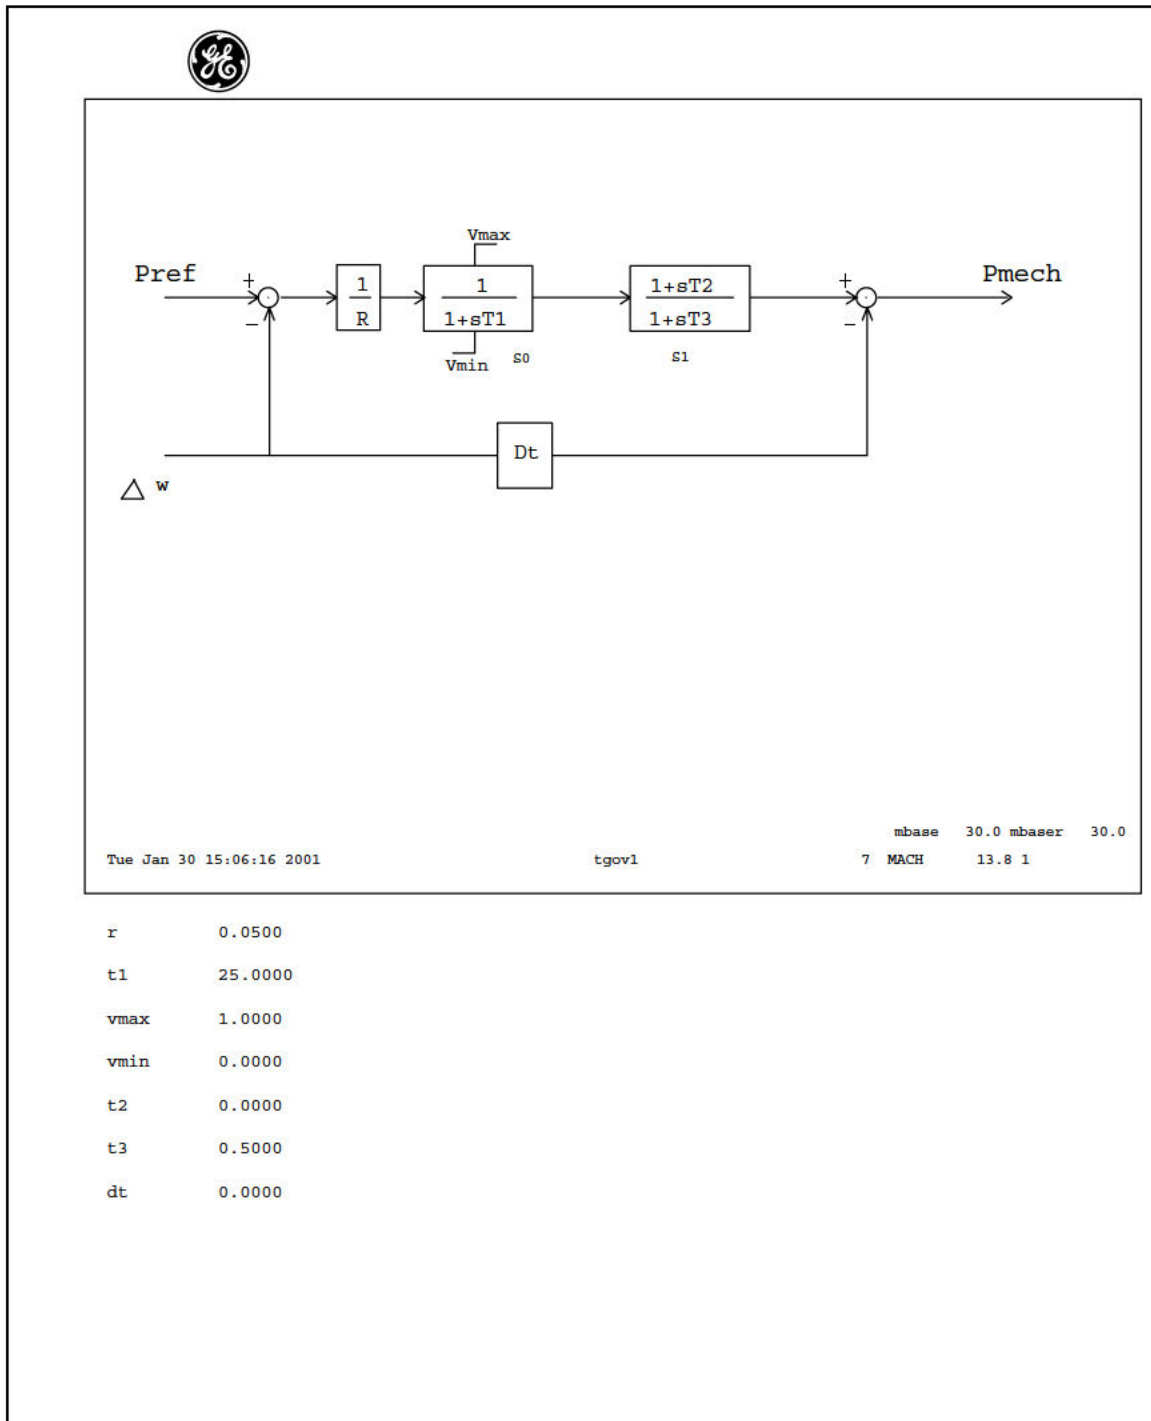 GE
Vmax
Pref + 1 1 1+sT2 + Pmech
R 1+sT1 1+sT3
− −
Vmin S0 S1
Dt
△ w
mbase 30.0 mbaser 30.0
Tue Jan 30 15:06:16 2001 tgov1 7 MACH 13.8 1
r 0.0500
t1 25.0000
vmax 1.0000
vmin 0.0000
t2 0.0000
t3 0.5000
dt 0.0000